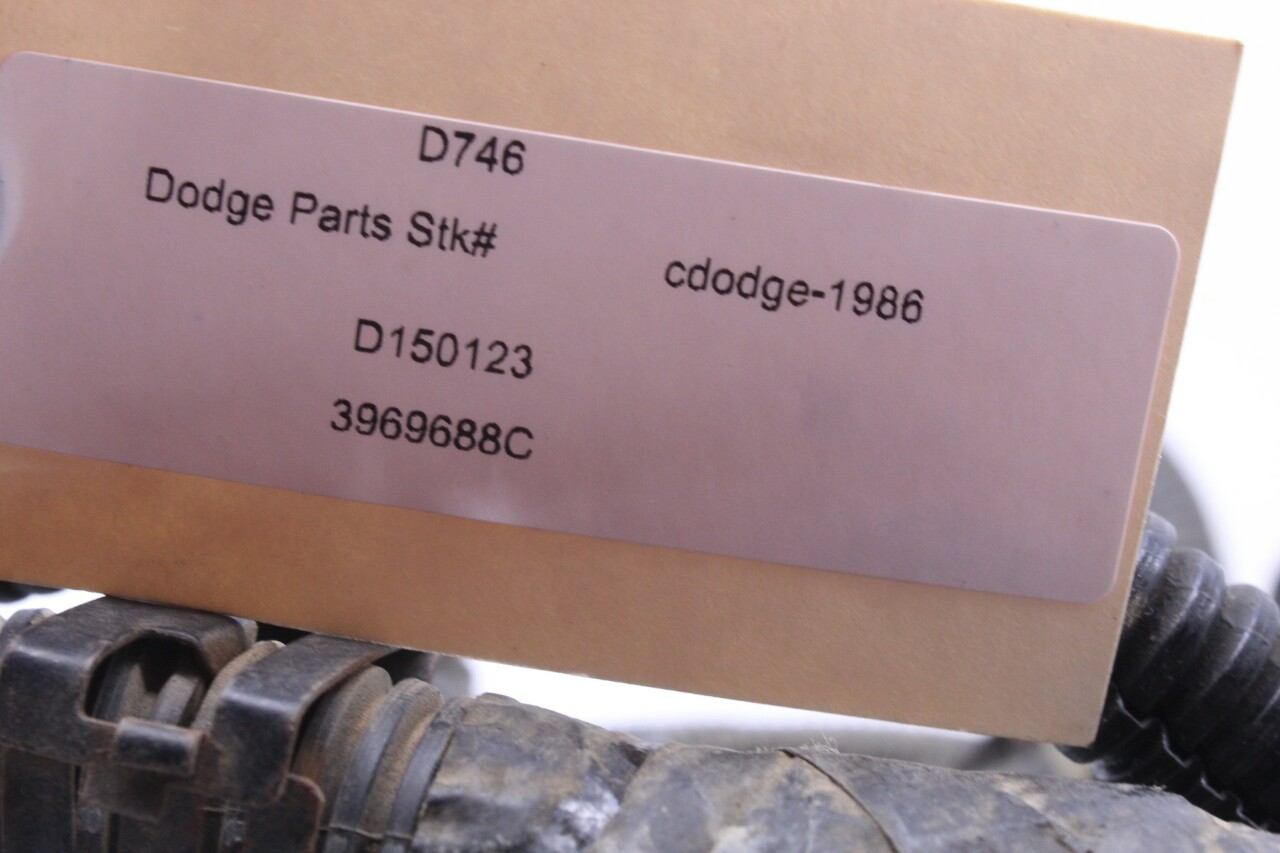 D746
Dodge Parts Stk#
cdodge-1986
D150123
3969688C